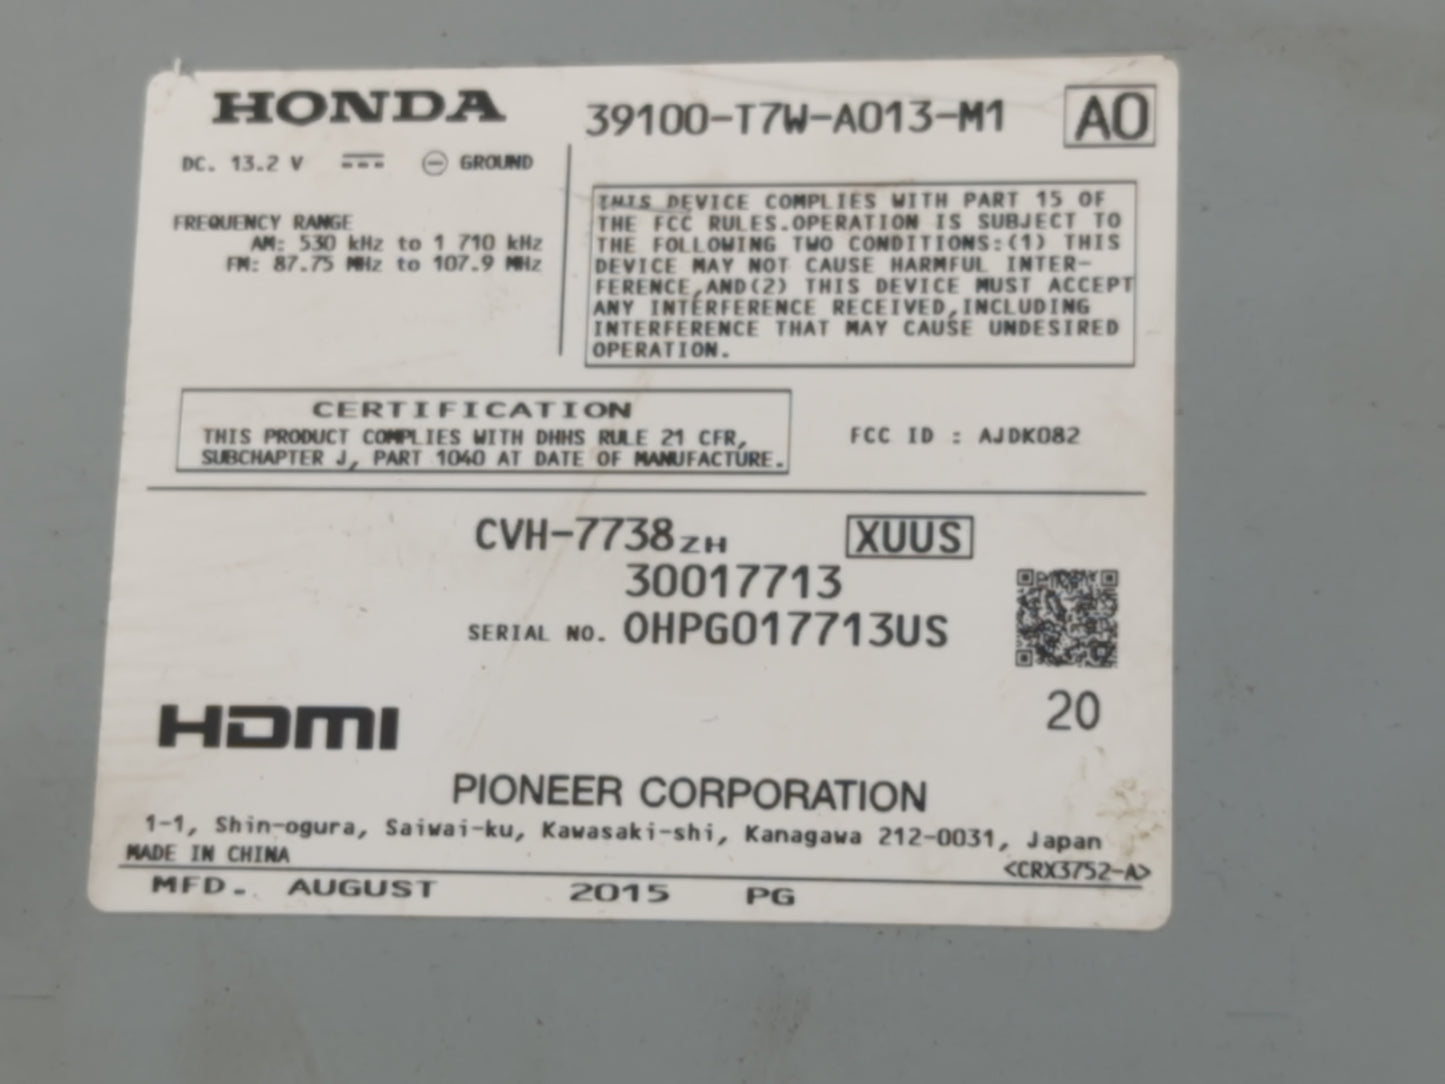 HONDA
39100-T7W-A013-M1
A0
DC. 13.2 V
GROUND
FREQUENCY RANGE
AM: 530 kHz to 1 710 kHz
FM: 87.75 MHz to 107.9 MHz
THIS DEVICE COMPLIES WITH PART 15 OF
THE FCC RULES.OPERATION IS SUBJECT TO
THE FOLLOWING TWO CONDITIONS:(1) THIS
DEVICE MAY NOT CAUSE HARMFUL INTER-
FERENCE,AND(2) THIS DEVICE MUST ACCEPT
ANY INTERFERENCE RECEIVED,INCLUDING
INTERFERENCE THAT MAY CAUSE UNDESIRED
OPERATION.
CERTIFICATION
THIS PRODUCT COMPLIES WITH DHHS RULE 21 CFR,
SUBCHAPTER J, PART 1040 AT DATE OF MANUFACTURE.
FCC ID : AJDK082
CVH-7738ZH
XUUS
30017713
SERIAL NO. 0HPG017713US
20
HDMI
PIONEER CORPORATION
1-1, Shin-ogura, Saiwai-ku, Kawasaki-shi, Kanagawa 212-0031, Japan
MADE IN CHINA
<CRX3752-A>
MFD. AUGUST 2015 PG